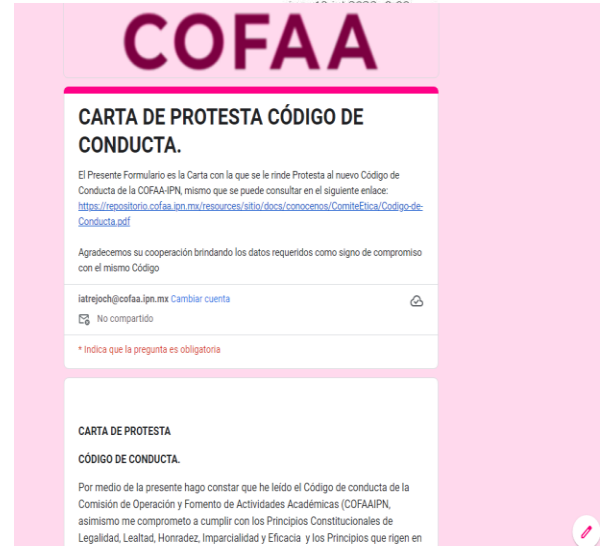 COFAA
CARTA DE PROTESTA CÓDIGO DE
CONDUCTA.
El Presente Formulario es la Carta con la que se le rinde Protesta al nuevo Código de
Conducta de la COFAA-IPN, mismo que se puede consultar en el siguiente enlace:
https://repositorio.cofaa.ipn.mx/resources/sitio/docs/conocenos/ComiteEtica/Codigo-de-
Conducta.pdf
Agradecemos su cooperación brindando los datos requeridos como signo de compromiso
con el mismo Código
iatrejoch@cofaa.ipn.mx Cambiar cuenta
No compartido
* Indica que la pregunta es obligatoria
CARTA DE PROTESTA
CÓDIGO DE CONDUCTA.
Por medio de la presente hago constar que he leído el Código de conducta de la
Comisión de Operación y Fomento de Actividades Académicas (COFAAIPN,
asimismo me comprometo a cumplir con los Principios Constitucionales de
Legalidad, Lealtad, Honradez, Imparcialidad y Eficacia y los Principios que rigen en